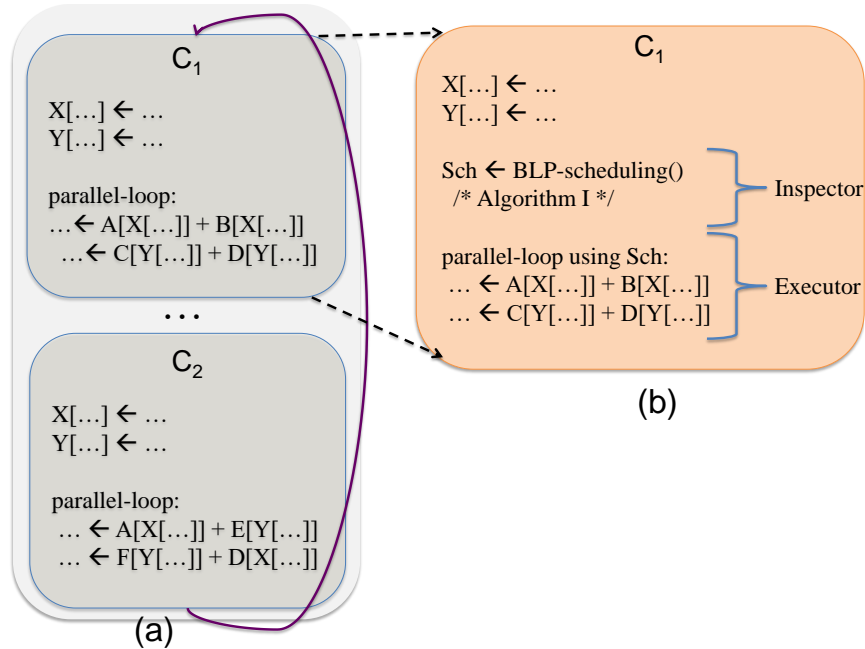 C1
X[…] ← …
Y[…] ← …
parallel-loop:
… ← A[X[…]] + B[X[…]]
… ← C[Y[…]] + D[Y[…]]
…
C2
X[…] ← …
Y[…] ← …
parallel-loop:
… ← A[X[…]] + E[Y[…]]
… ← F[Y[…]] + D[X[…]]
(a)
C1
X[…] ← …
Y[…] ← …
Sch ← BLP-scheduling()
/* Algorithm I */
Inspector
parallel-loop using Sch:
… ← A[X[…]] + B[X[…]]
… ← C[Y[…]] + D[Y[…]]
Executor
(b)